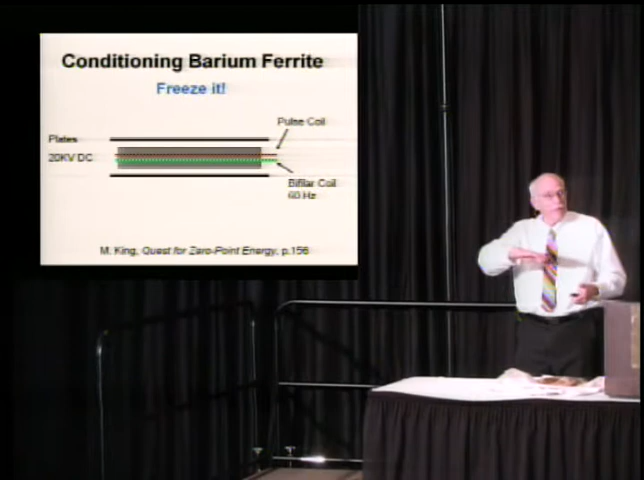 Conditioning Barium Ferrite
Freeze it!
Pulse Coil
Plates
20KV DC
Bifilar Coil
60 Hz
M. King, Quest for Zero-Point Energy, p.156